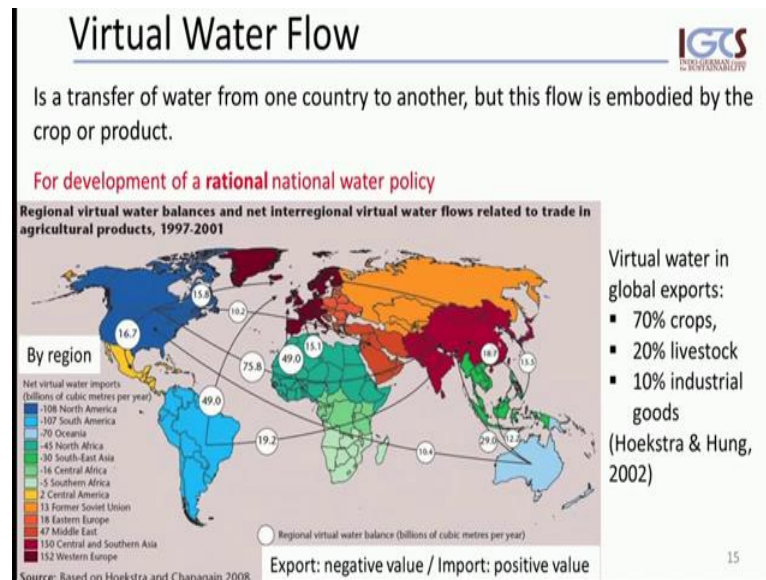 Virtual Water Flow
IGCS
INDO-GERMAN
for SUSTAINABILITY
Is a transfer of water from one country to another, but this flow is embodied by the
crop or product.
For development of a rational national water policy
Regional virtual water balances and net interregional virtual water flows related to trade in
agricultural products, 1997-2001
15.8
10.2
16.7
15.1
49.0
75.8
49.0
19.2
10.4
29.0
By region
Net virtual water imports
(billions of cubic metres per year)
-108 North America
-107 South America
-70 Oceania
-45 North Africa
-30 South-East Asia
-16 Central Africa
-5 Southern Africa
2 Central America
13 Former Soviet Union
18 Eastern Europe
47 Middle East
150 Central and Southern Asia
152 Western Europe
Regional virtual water balance (billions of cubic metres per year)
Source: Based on Hoekstra and Chapagain 2008
Export: negative value / Import: positive value
Virtual water in
global exports:
▪ 70% crops,
▪ 20% livestock
▪ 10% industrial
goods
(Hoekstra & Hung,
2002)
15